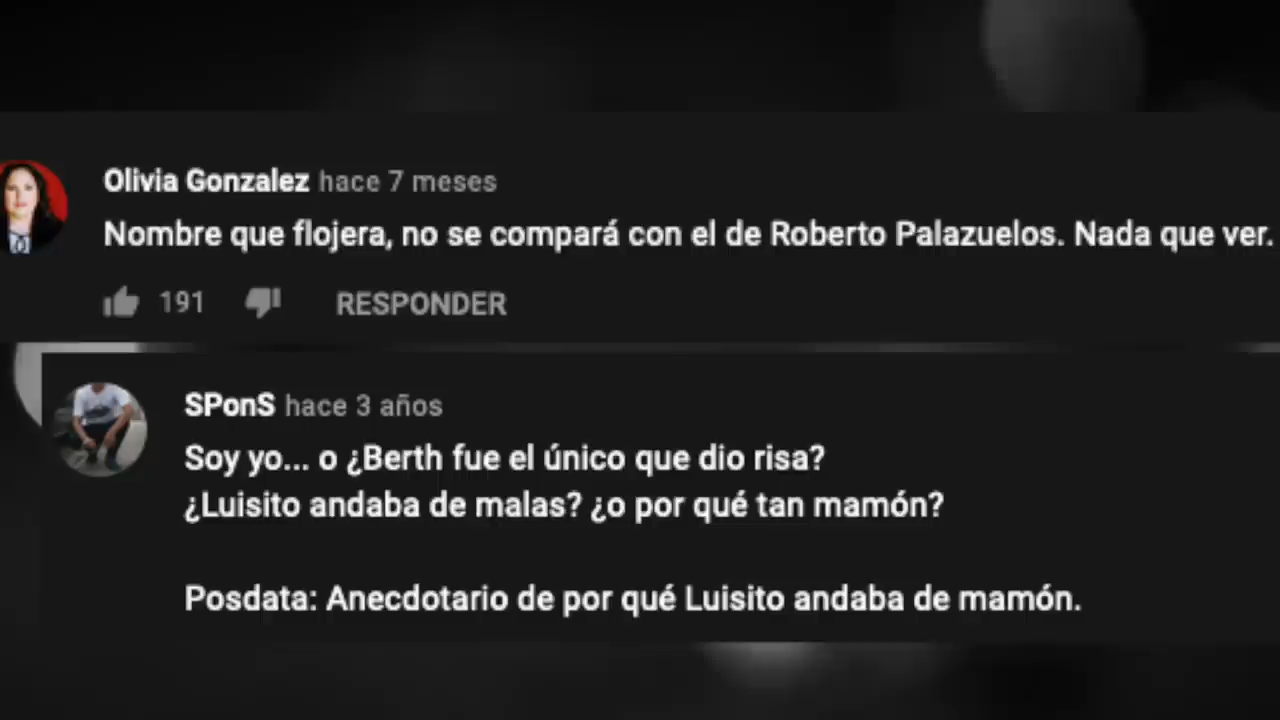 Olivia Gonzalez hace 7 meses
Nombre que flojera, no se compará con el de Roberto Palazuelos. Nada que ver.
191 RESPONDER
SPonS hace 3 años
Soy yo... o ¿Berth fue el único que dio risa?
¿Luisito andaba de malas? ¿o por qué tan mamón?
Posdata: Anecdotario de por qué Luisito andaba de mamón.